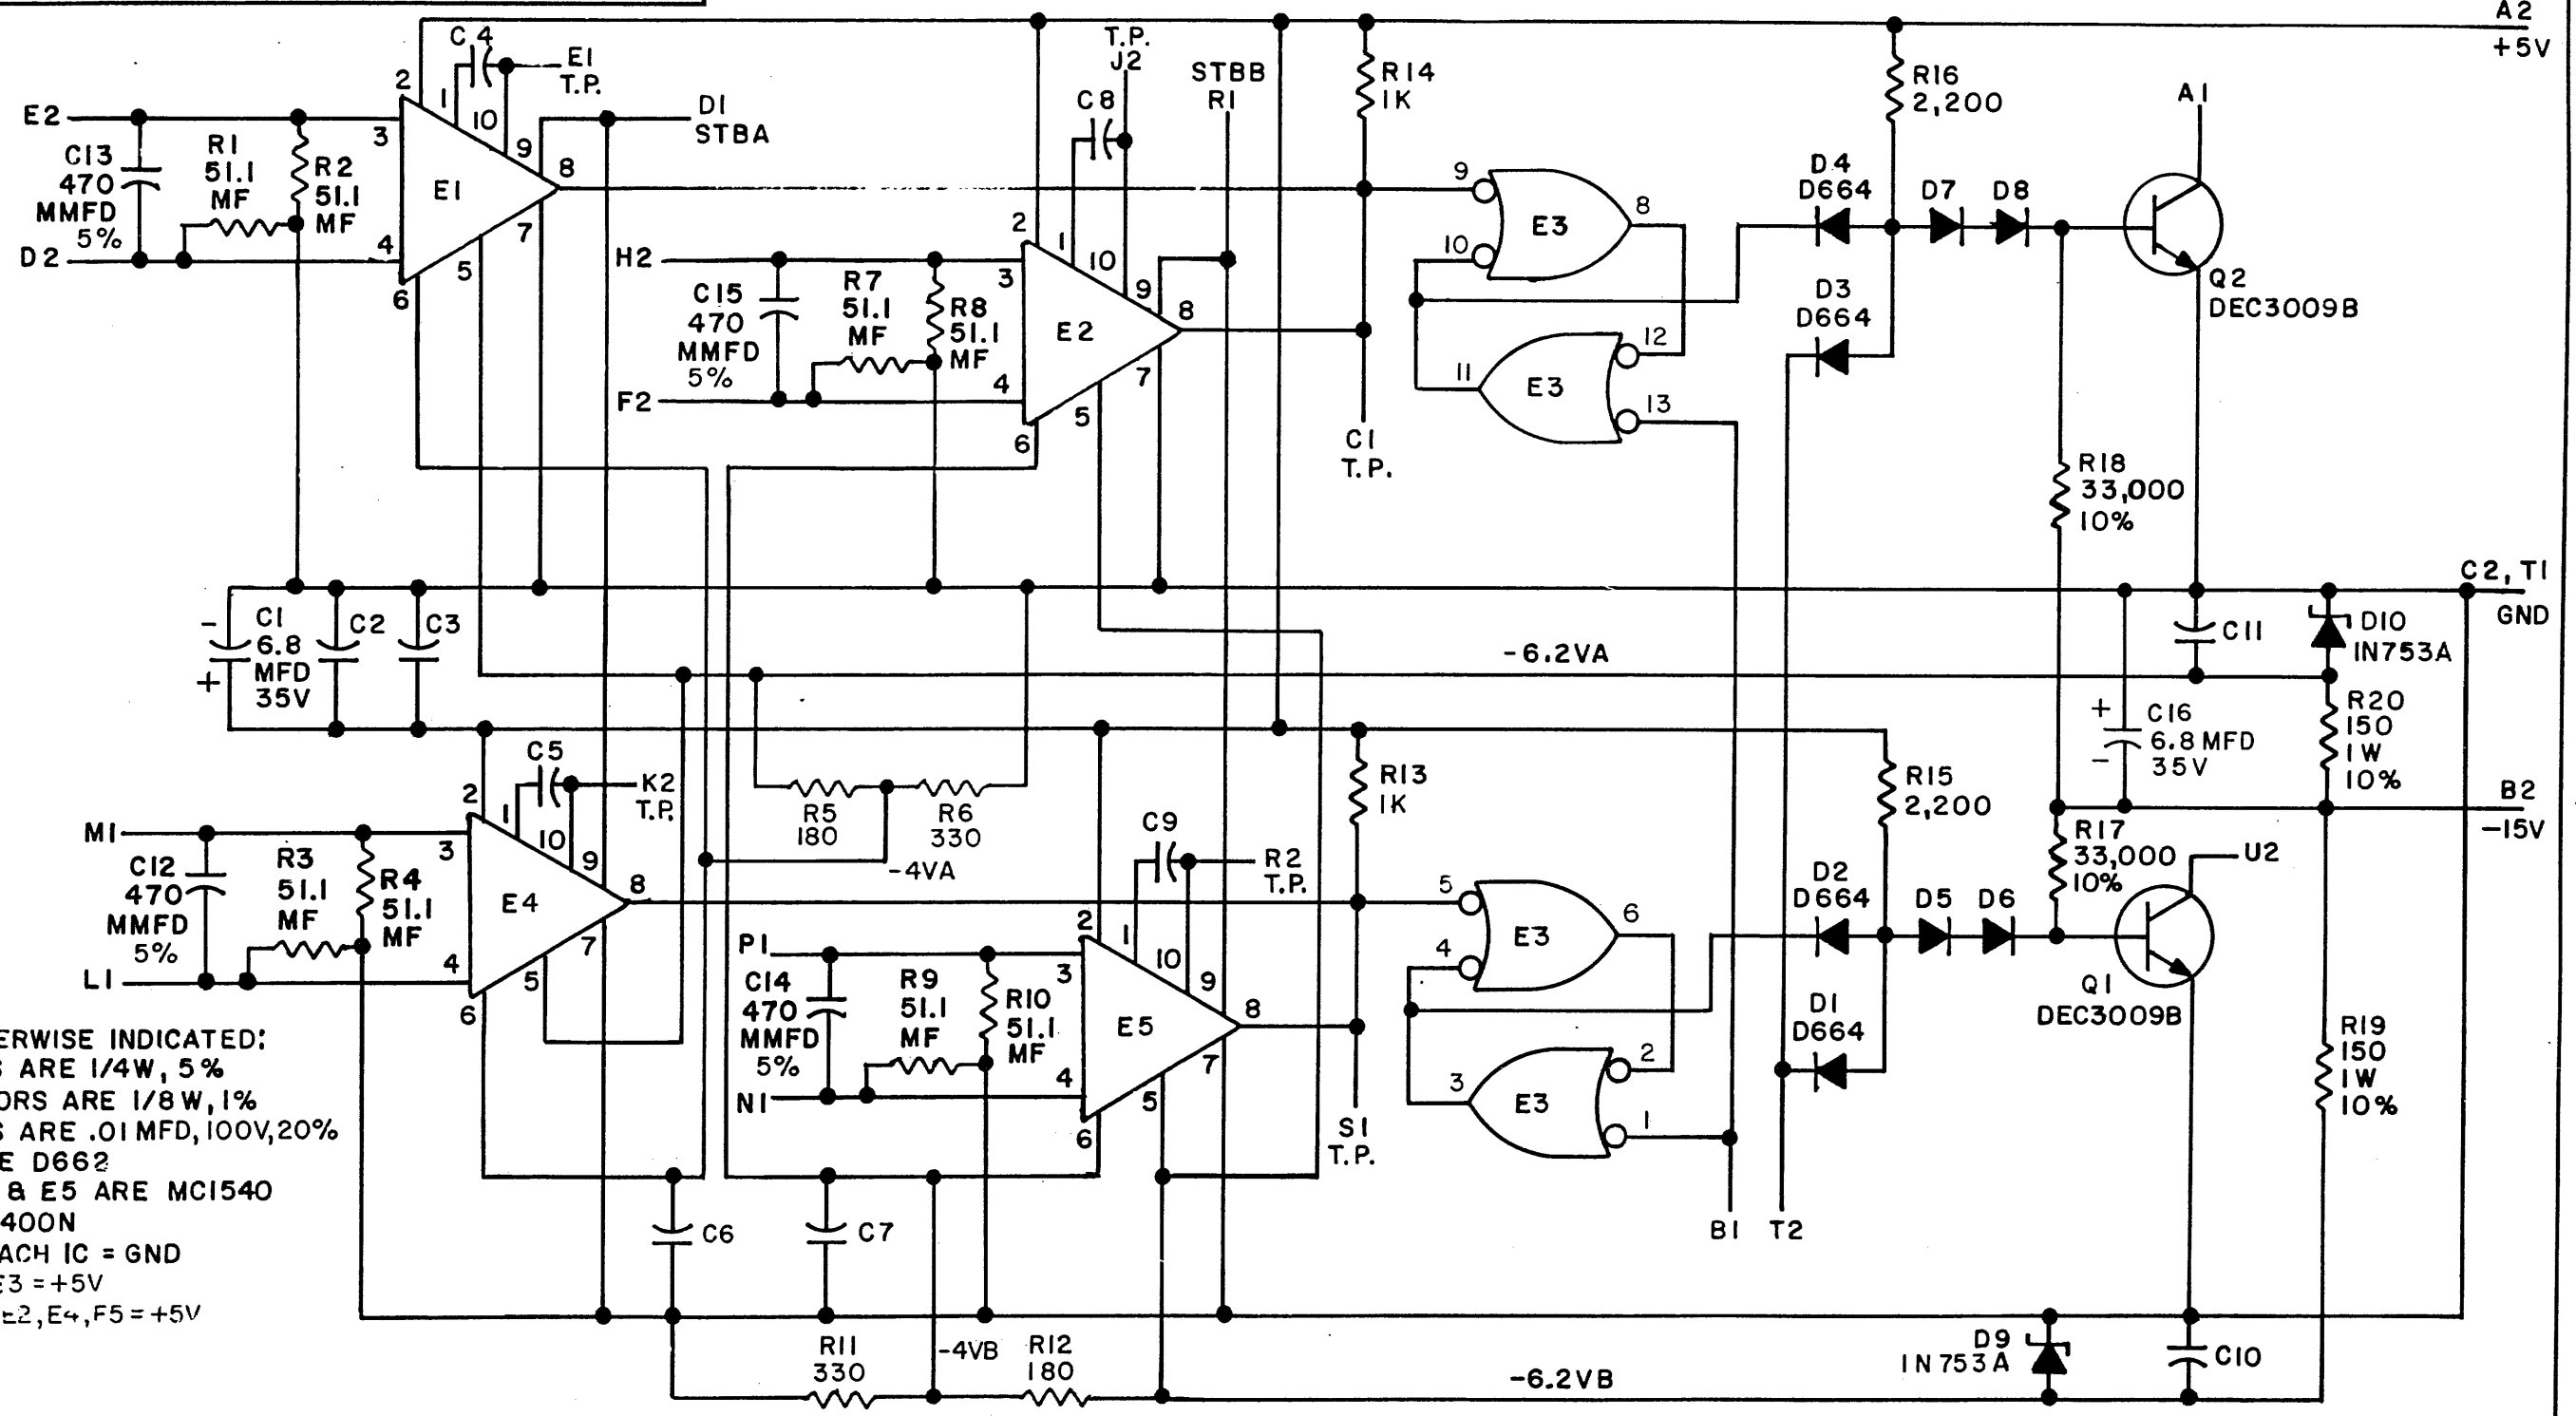 A2
+5V
C4
E1
T.P.
2
1
10
9
8
3
4
5
6
7
E1
E2
D2
C13
470
MMFD
5%
R1
51.1
MF
R2
51.1
MF
D1
STBA
T.P.
J2
C8
STBB
R1
R14
1K
H2
F2
C15
470
MMFD
5%
R7
51.1
MF
R8
51.1
MF
2
1
10
9
8
3
4
5
6
7
E2
C1
T.P.
9
10
8
E3
12
13
11
E3
R16
2,200
D4
D664
D7
D8
D3
D664
A1
Q2
DEC3009B
R18
33,000
10%
C2, T1
GND
-
C1
6.8
MFD
35V
+
C2
C3
-6.2VA
C11
D10
IN753A
+
C16
6.8 MFD
35V
-
R20
150
1W
10%
B2
-15V
M1
L1
C12
470
MMFD
5%
R3
51.1
MF
R4
51.1
MF
C5
K2
T.P.
2
1
10
9
8
3
4
5
6
7
E4
R5
180
R6
330
-4VA
R13
1K
P1
N1
C14
470
MMFD
5%
R9
51.1
MF
R10
51.1
MF
C9
R2
T.P.
2
1
10
9
8
3
4
5
6
7
E5
S1
T.P.
5
4
6
E3
2
1
3
E3
R15
2,200
D2
D664
D5
D6
D1
D664
R17
33,000
10%
U2
Q1
DEC3009B
R19
150
1W
10%
B1
T2
ERWISE INDICATED:
S ARE 1/4W, 5%
ORS ARE 1/8W, 1%
S ARE .01 MFD, 100V, 20%
E D662
& E5 ARE MC1540
400N
ACH IC = GND
E3 = +5V
E2, E4, E5 = +5V
C6
C7
R11
330
-4VB
R12
180
-6.2VB
D9
IN753A
C10